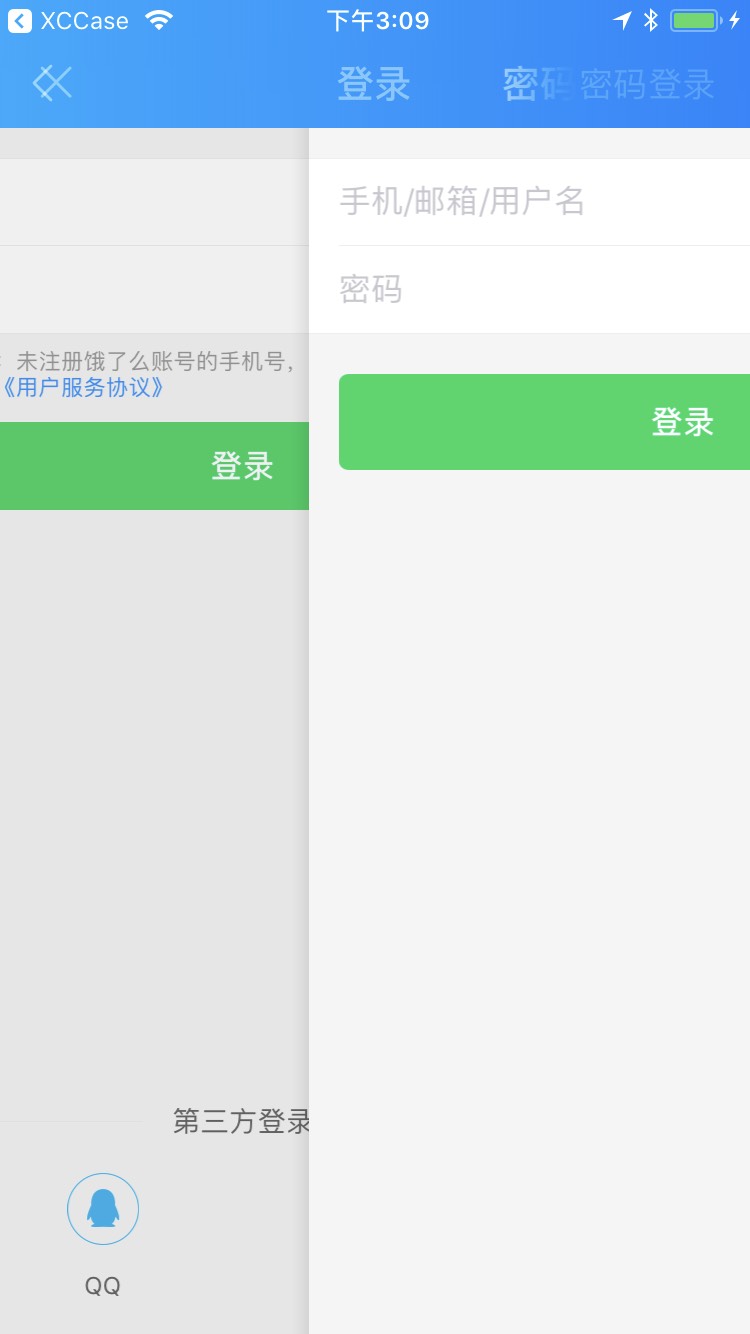 XCCase 下午3:09
登录 密码 密码登录
手机/邮箱/用户名
密码
未注册饿了么账号的手机号，
《用户服务协议》
登录
登录
第三方登录
QQ